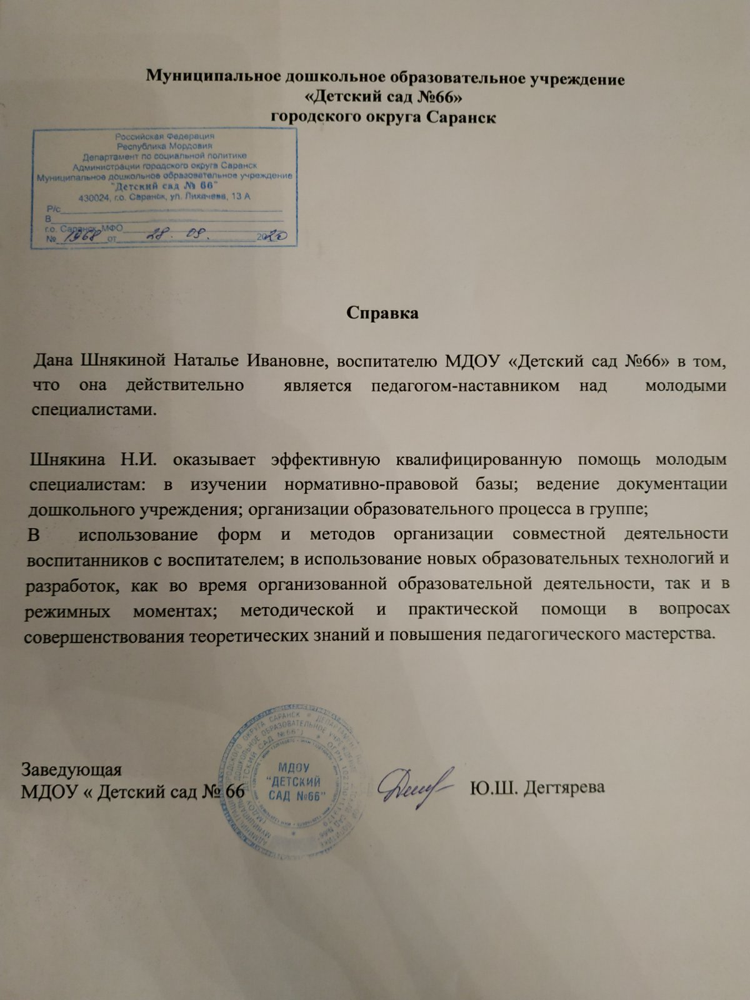 Муниципальное дошкольное образовательное учреждение
«Детский сад №66»
городского округа Саранск
Российская Федерация
Республика Мордовия
Департамент по социальной политике
Администрации городского округа Саранск
Муниципальное дошкольное образовательное учреждение
"Детский сад № 66"
430024, г.о. Саранск, ул. Лихачева, 13 А
Р/с
В
г.о. Саранск, МФО
№ 1968 от 28. 09. 2020
Справка
Дана Шнякиной Наталье Ивановне, воспитателю МДОУ «Детский сад №66» в том,
что она действительно является педагогом-наставником над молодыми
специалистами.
Шнякина Н.И. оказывает эффективную квалифицированную помощь молодым
специалистам: в изучении нормативно-правовой базы; ведение документации
дошкольного учреждения; организации образовательного процесса в группе;
В использование форм и методов организации совместной деятельности
воспитанников с воспитателем; в использование новых образовательных технологий и
разработок, как во время организованной образовательной деятельности, так и в
режимных моментах; методической и практической помощи в вопросах
совершенствования теоретических знаний и повышения педагогического мастерства.
Заведующая
МДОУ « Детский сад № 66
МДОУ
"ДЕТСКИЙ
САД №66"
Ю.Ш. Дегтярева